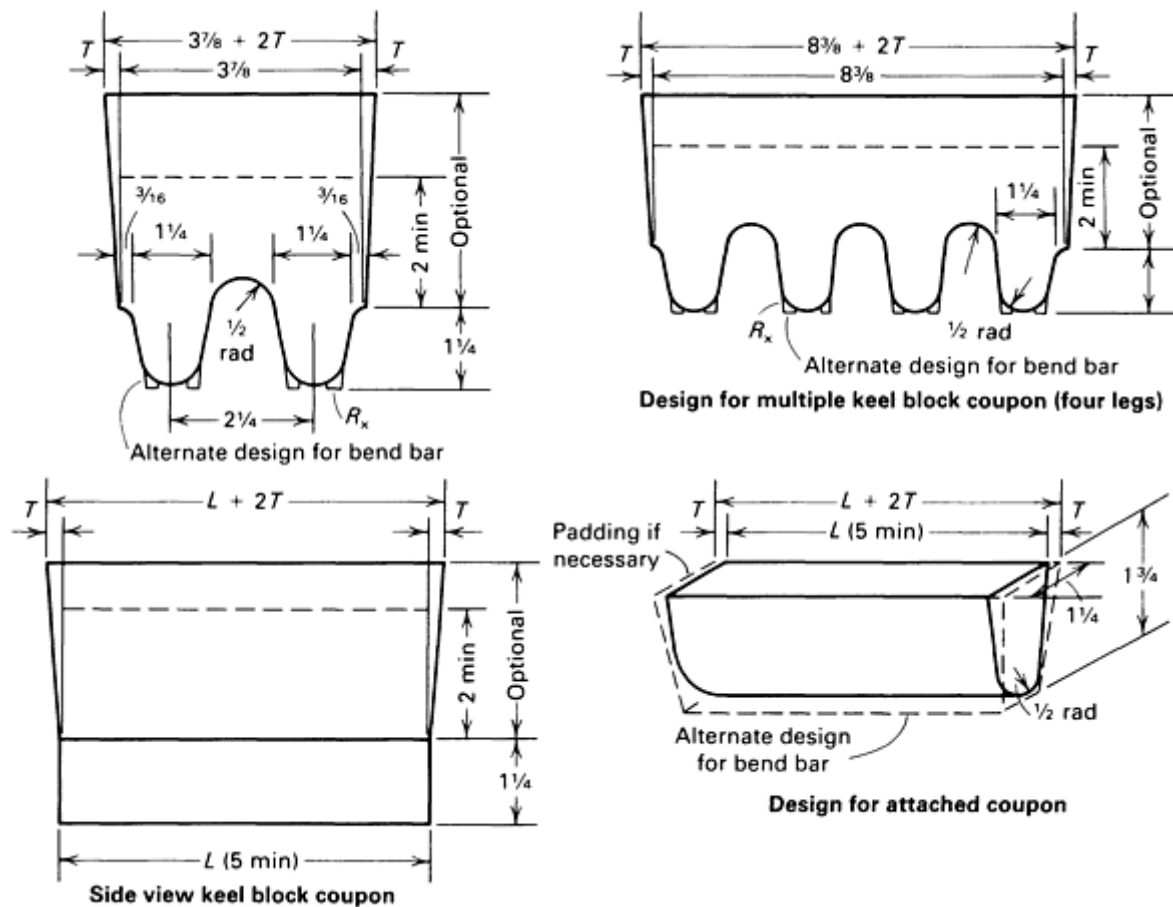 T
3⅞ + 2T
T
3⅞
3/16
3/16
1¼
1¼
2 min
Optional
½
rad
1¼
2¼
Rx
Alternate design for bend bar
T
8⅜ + 2T
T
8⅜
1¼
2 min
Optional
Rx
½ rad
Alternate design for bend bar
Design for multiple keel block coupon (four legs)
T
L + 2T
T
2 min
Optional
1¼
L (5 min)
Side view keel block coupon
T
L + 2T
T
Padding if
necessary
L (5 min)
1¾
1¼
½ rad
Alternate design
for bend bar
Design for attached coupon